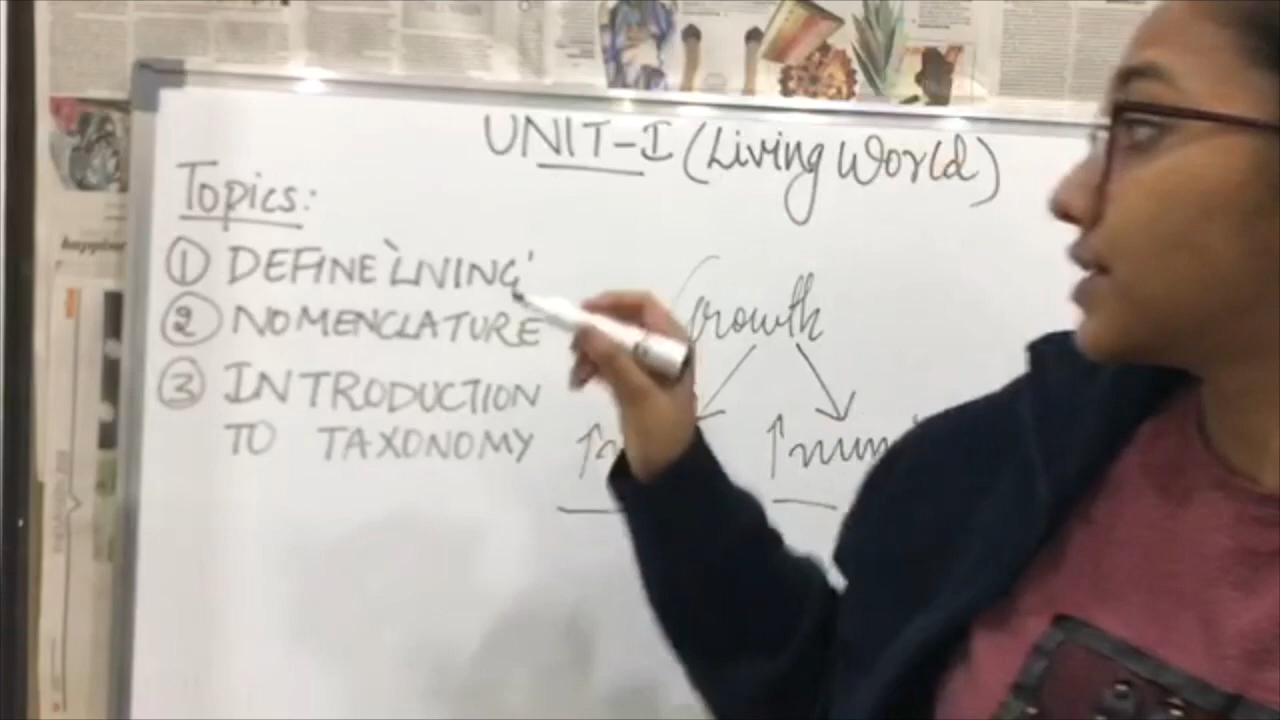 UNIT-I (Living World)
Topics:
① DEFINE 'LIVING'
② NOMENCLATURE
③ INTRODUCTION
TO TAXONOMY
Growth